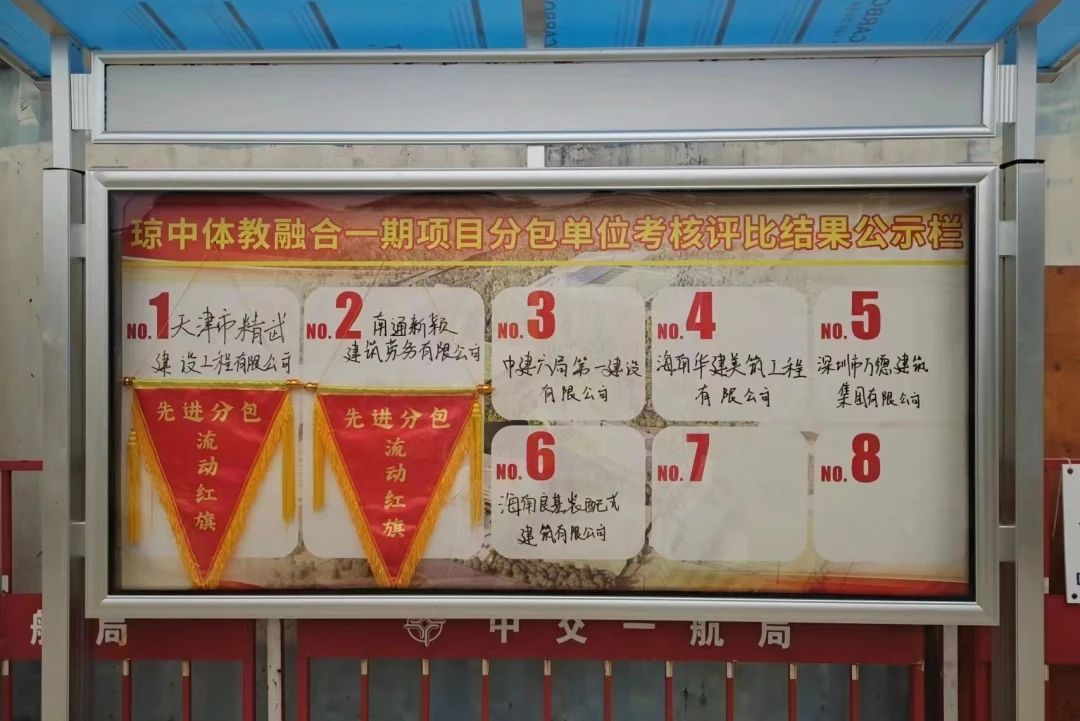 CARBO
CARBO
琼中体教融合一期项目分包单位考核评比结果公示栏
NO.1
天津市精武
建设工程有限公司
NO.2
南通新颖
建筑劳务有限公司
NO.3
中建六局第一建设
有限公司
NO.4
海南华建美筑工程
有限公司
NO.5
深圳市万德建筑
集团有限公司
先进分包
流动红旗
先进分包
流动红旗
NO.6
海南良基装配式
建筑有限公司
NO.7
NO.8
航局
中交一航局